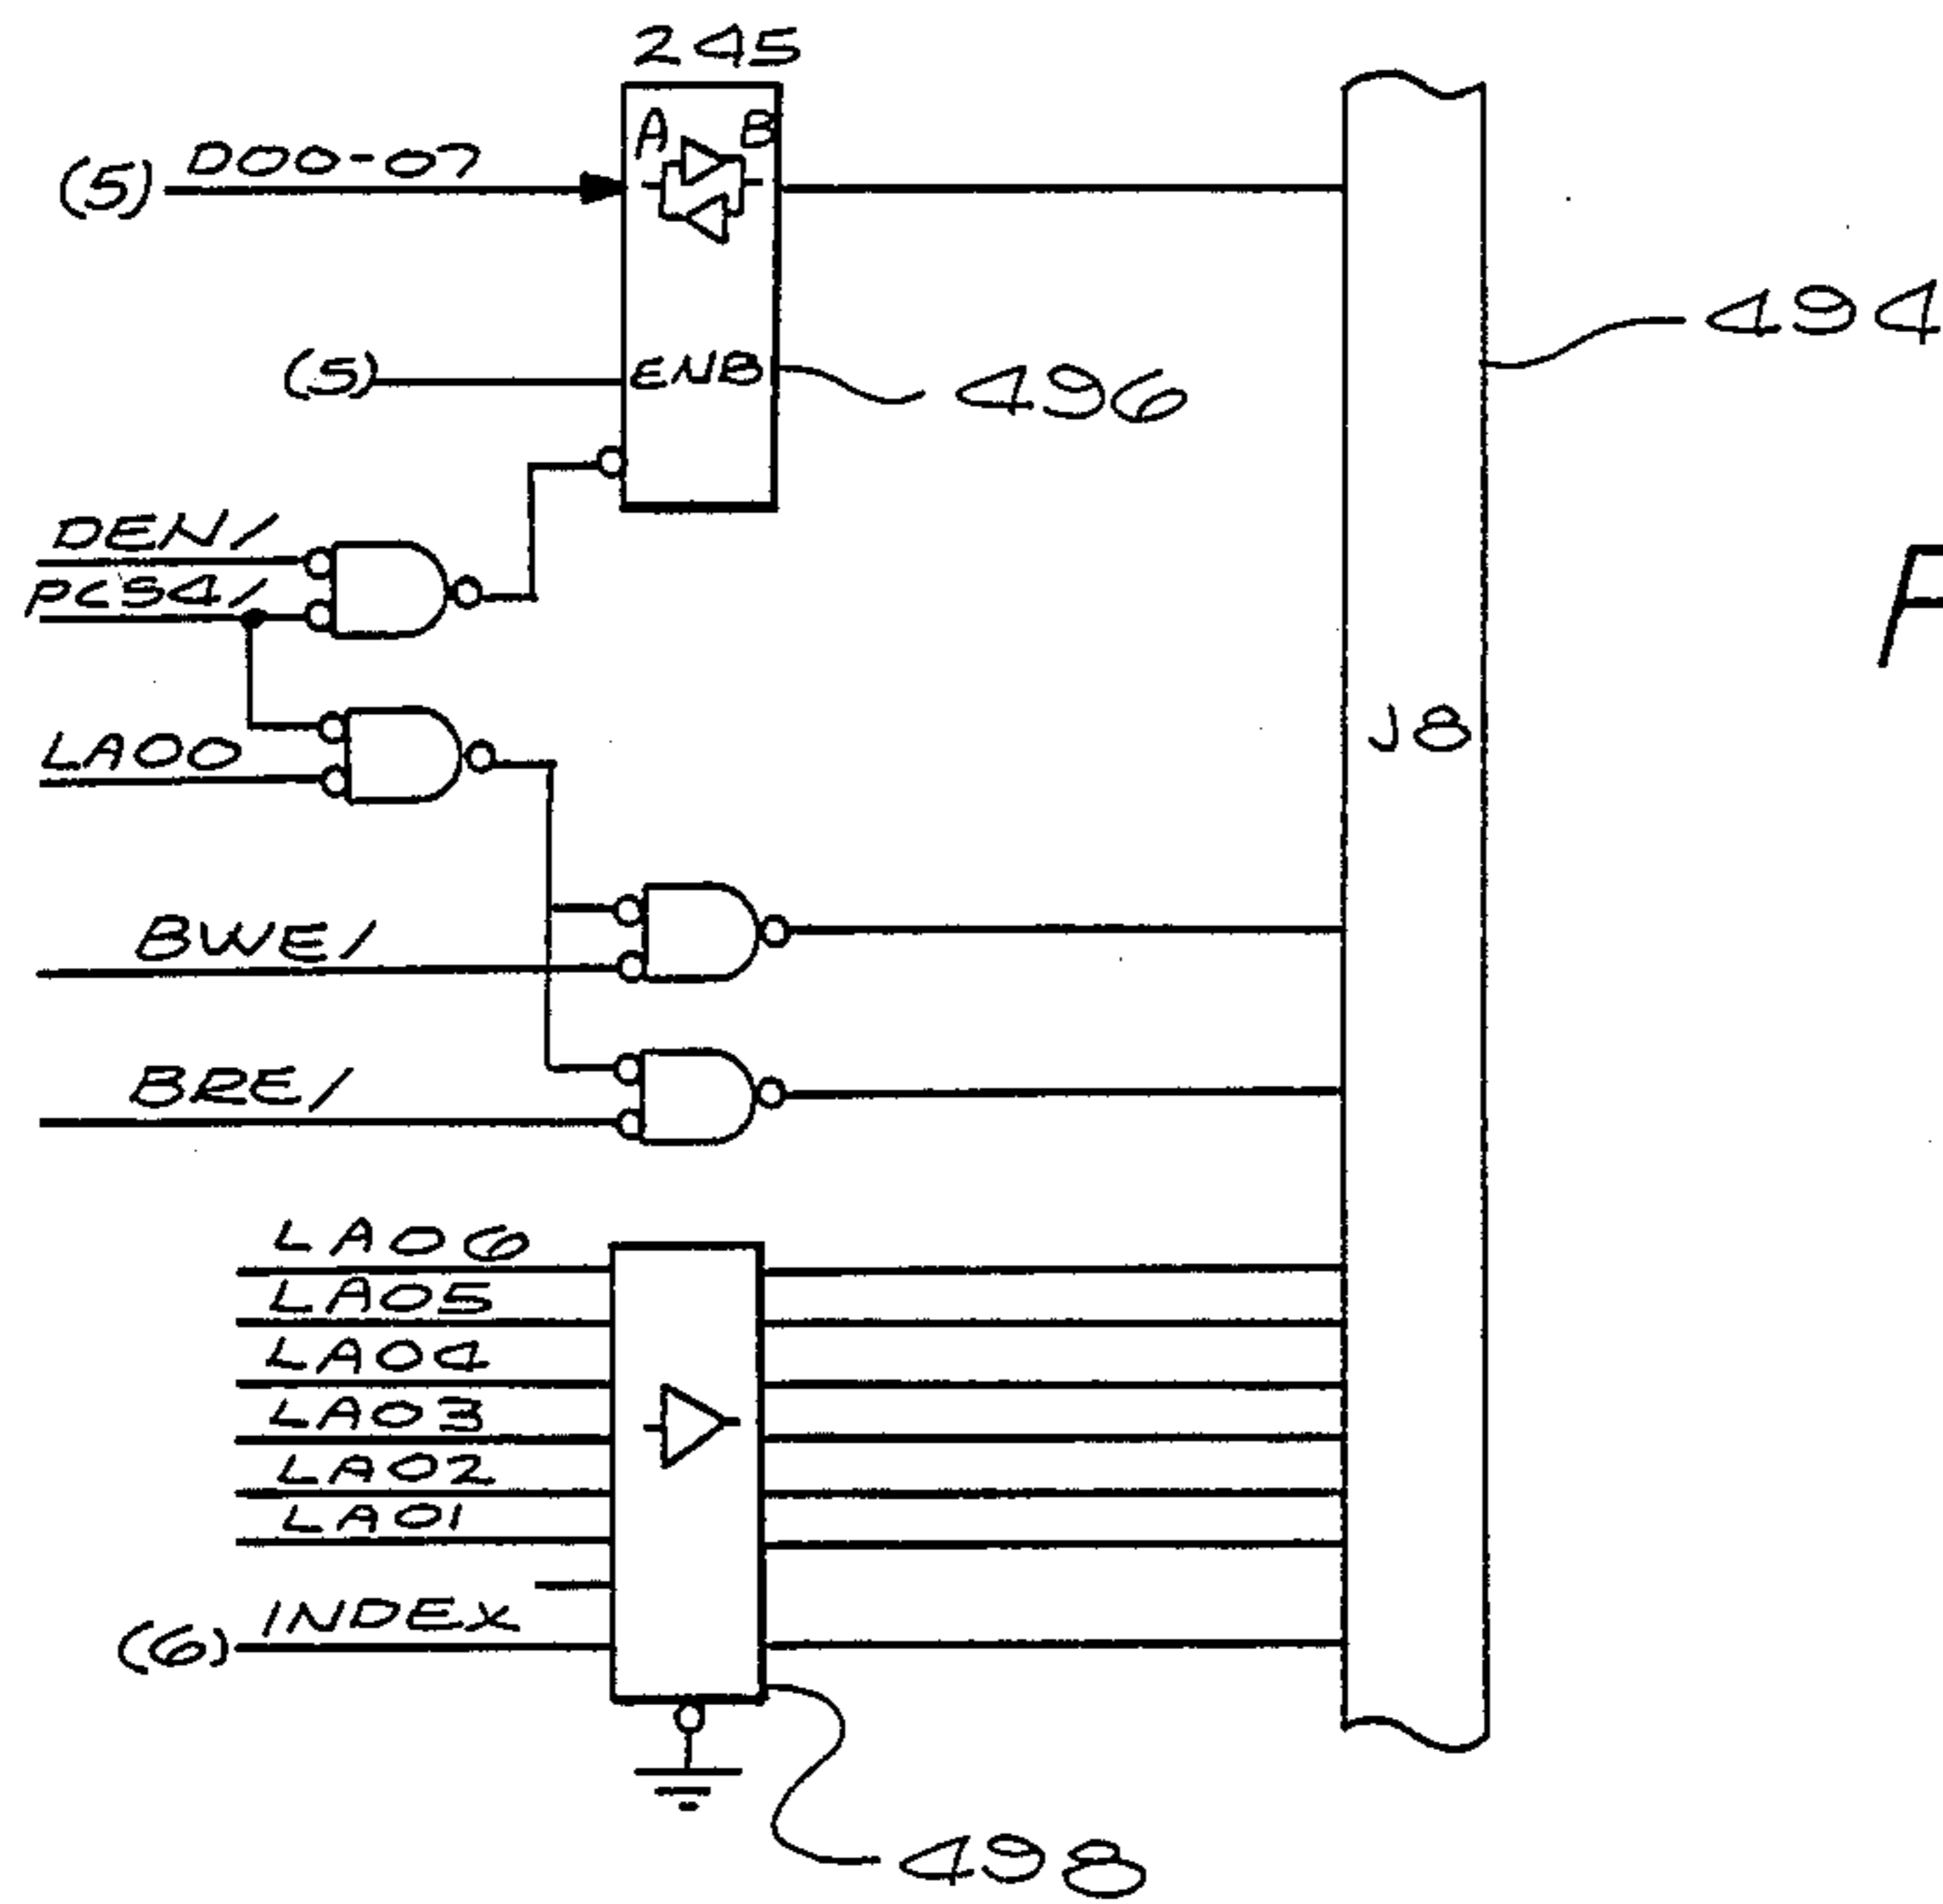 245
A B
(5) D00-07
494
(5) ENB
496
DEN/
PCS4/
F
J8
LA00
BWE/
BRE/
LA06
LA05
LA04
LA03
LA02
LA01
(6) INDEX
498